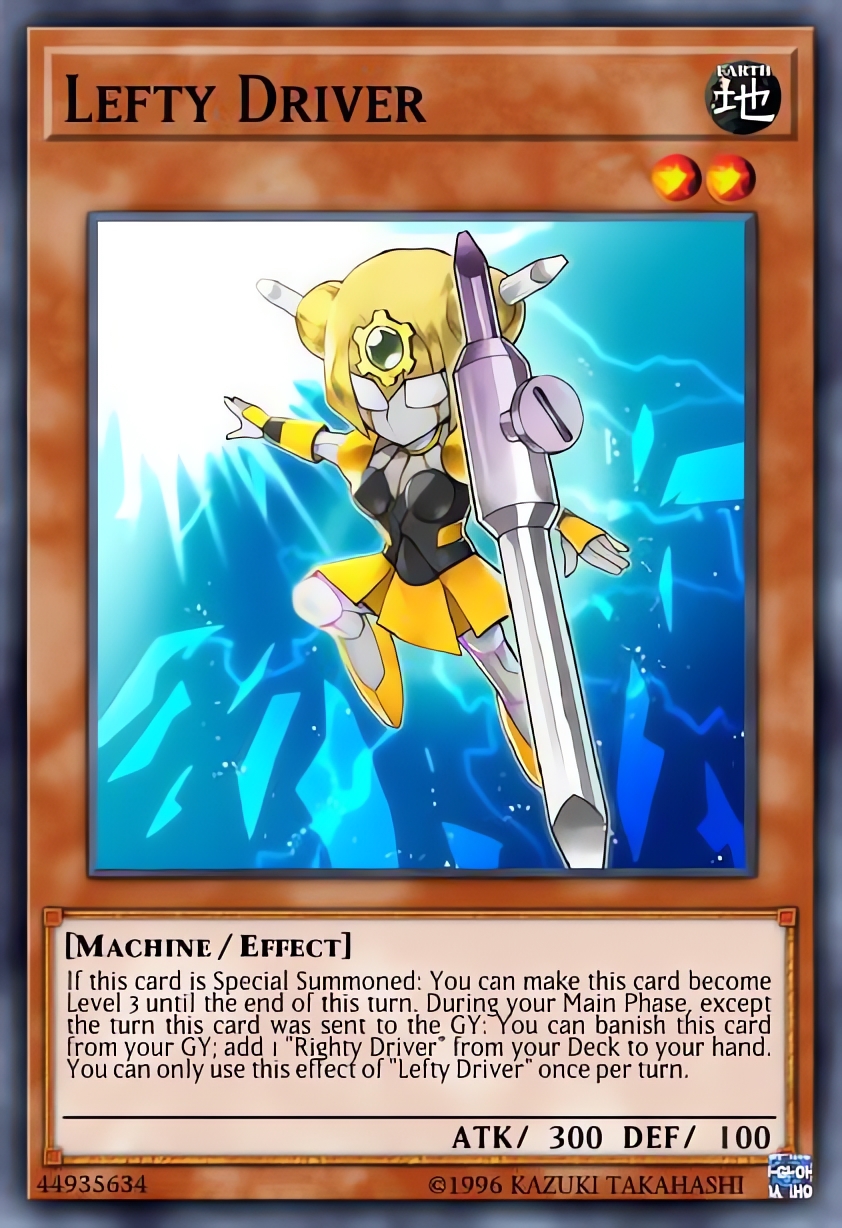 Lefty Driver
EARTH
地
[Machine / Effect]
If this card is Special Summoned: You can make this card become
Level 3 until the end of this turn. During your Main Phase, except
the turn this card was sent to the GY: You can banish this card
from your GY; add 1 "Righty Driver" from your Deck to your hand.
You can only use this effect of "Lefty Driver" once per turn.
ATK/ 300 DEF/ 100
44935634
©1996 KAZUKI TAKAHASHI